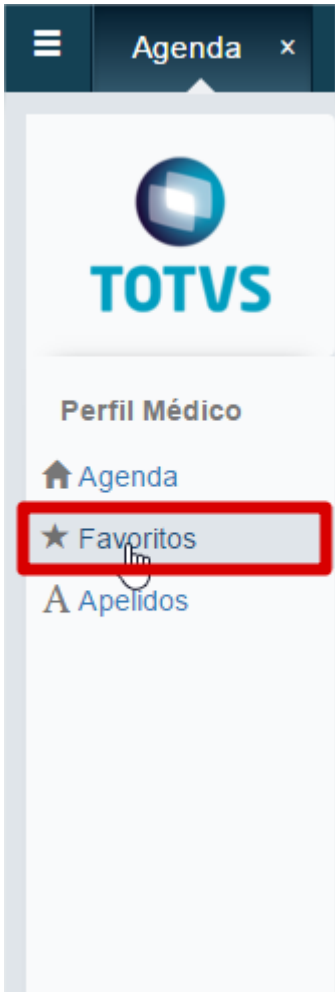 Agenda ×
TOTVS
Perfil Médico
Agenda
Favoritos
A Apelidos